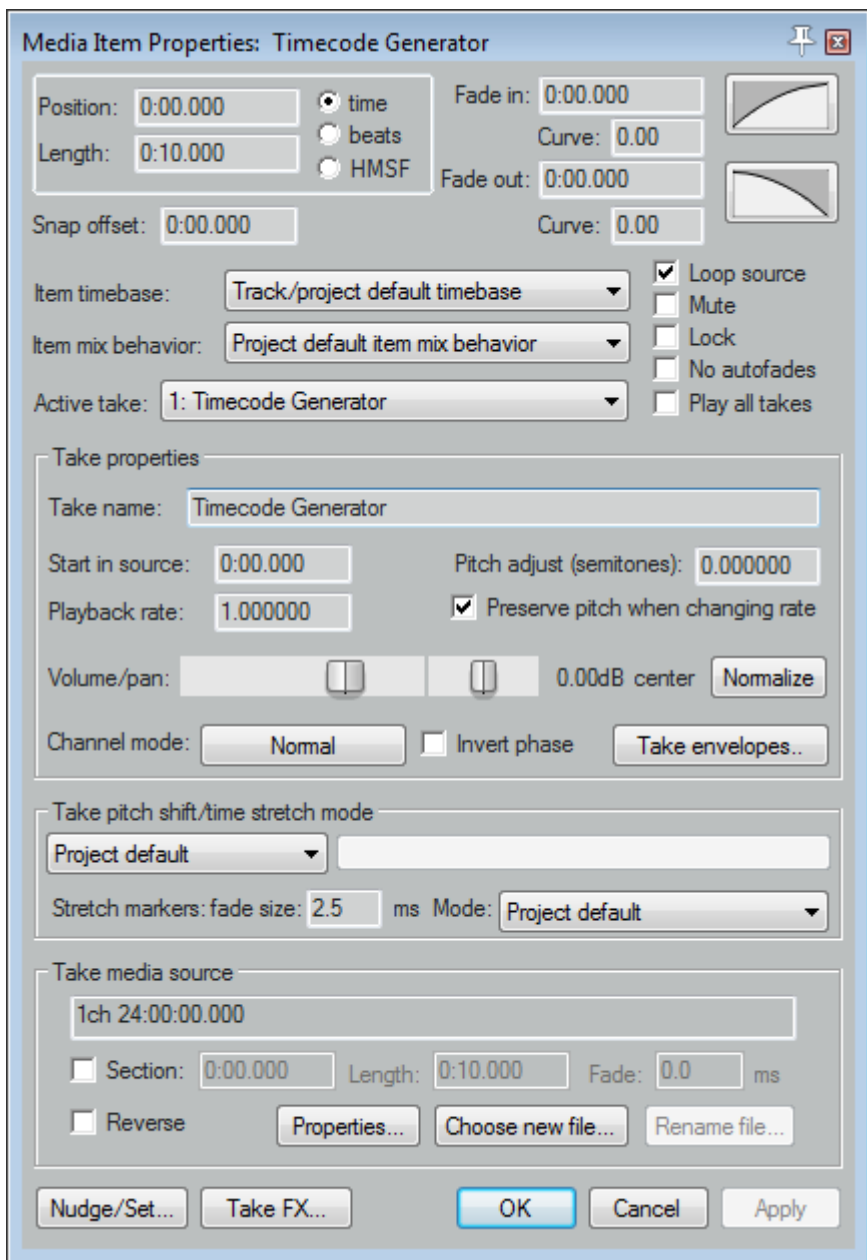 Media Item Properties: Timecode Generator
Position: 0:00.000
time
beats
HMSF
Length: 0:10.000
Fade in: 0:00.000
Curve: 0.00
Fade out: 0:00.000
Curve: 0.00
Snap offset: 0:00.000
Item timebase: Track/project default timebase
Item mix behavior: Project default item mix behavior
Active take: 1: Timecode Generator
Loop source
Mute
Lock
No autofades
Play all takes
Take properties
Take name: Timecode Generator
Start in source: 0:00.000
Pitch adjust (semitones): 0.000000
Playback rate: 1.000000
Preserve pitch when changing rate
Volume/pan: 0.00dB center Normalize
Channel mode: Normal Invert phase Take envelopes..
Take pitch shift/time stretch mode
Project default
Stretch markers: fade size: 2.5 ms Mode: Project default
Take media source
1ch 24:00:00.000
Section: 0:00.000 Length: 0:10.000 Fade: 0.0 ms
Reverse Properties... Choose new file... Rename file...
Nudge/Set... Take FX... OK Cancel Apply